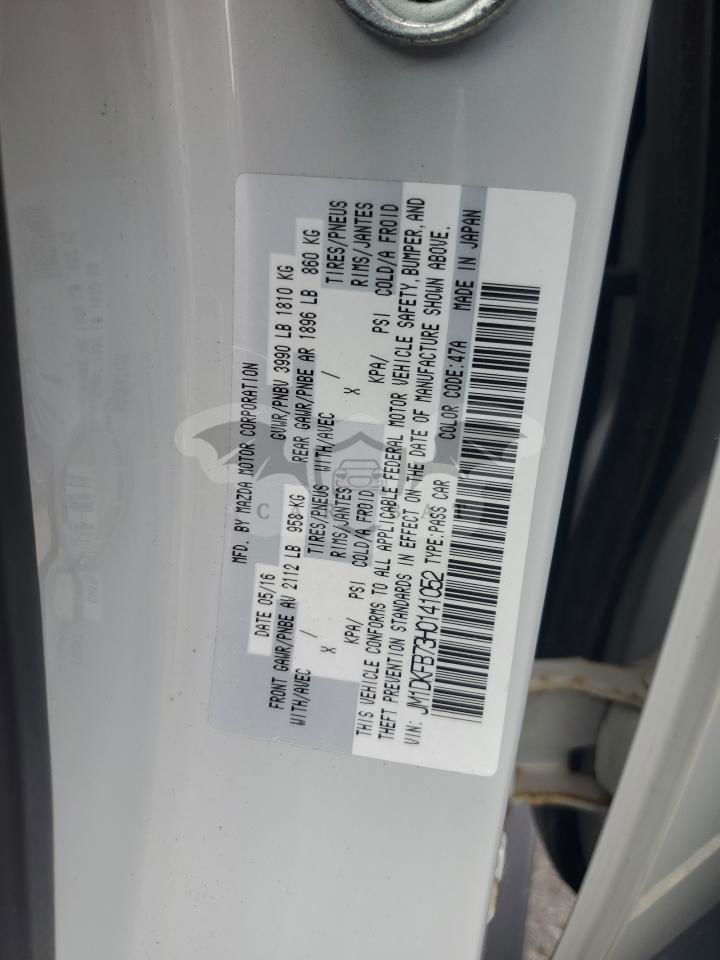 MFD. BY MAZDA MOTOR CORPORATION
DATE 05/16 GVWR/PNBV 3990 LB 1810 KG
FRONT GAWR/PNBE AV 2112 LB 958 KG REAR GAWR/PNBE AR 1896 LB 860 KG
WITH/AVEC / TIRES/PNEUS WITH/AVEC / TIRES/PNEUS
X RIMS/JANTES X RIMS/JANTES
KPA/ PSI COLD/A FROID KPA/ PSI COLD/A FROID
THIS VEHICLE CONFORMS TO ALL APPLICABLE FEDERAL MOTOR VEHICLE SAFETY, BUMPER, AND
THEFT PREVENTION STANDARDS IN EFFECT ON THE DATE OF MANUFACTURE SHOWN ABOVE.
VIN: JM1DKFB73H0141052 TYPE:PASS CAR COLOR CODE:47A MADE IN JAPAN